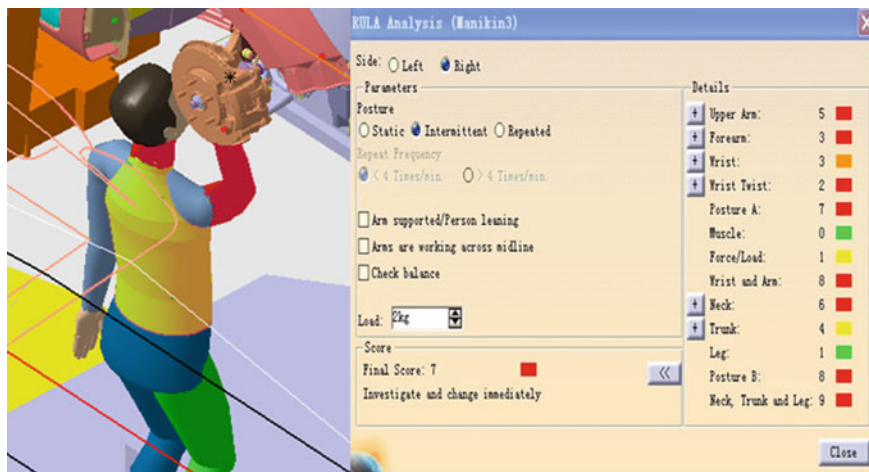 RULA Analysis (Manikin3)
Side: Left Right
Parameters
Posture
Static Intermittent Repeated
Repeat Frequency
< 4 Times/min. > 4 Times/min.
Arm supported/Person leaning
Arms are working across midline
Check balance
Load: 2kg
Score
Final Score: 7
Investigate and change immediately
<<
Details
+ Upper Arm: 5
+ Forearm: 3
+ Wrist: 3
+ Wrist Twist: 2
Posture A: 7
Muscle: 0
Force/Load: 1
Wrist and Arm: 8
+ Neck: 6
+ Trunk: 4
Leg: 1
Posture B: 8
Neck, Trunk and Leg: 9
Close